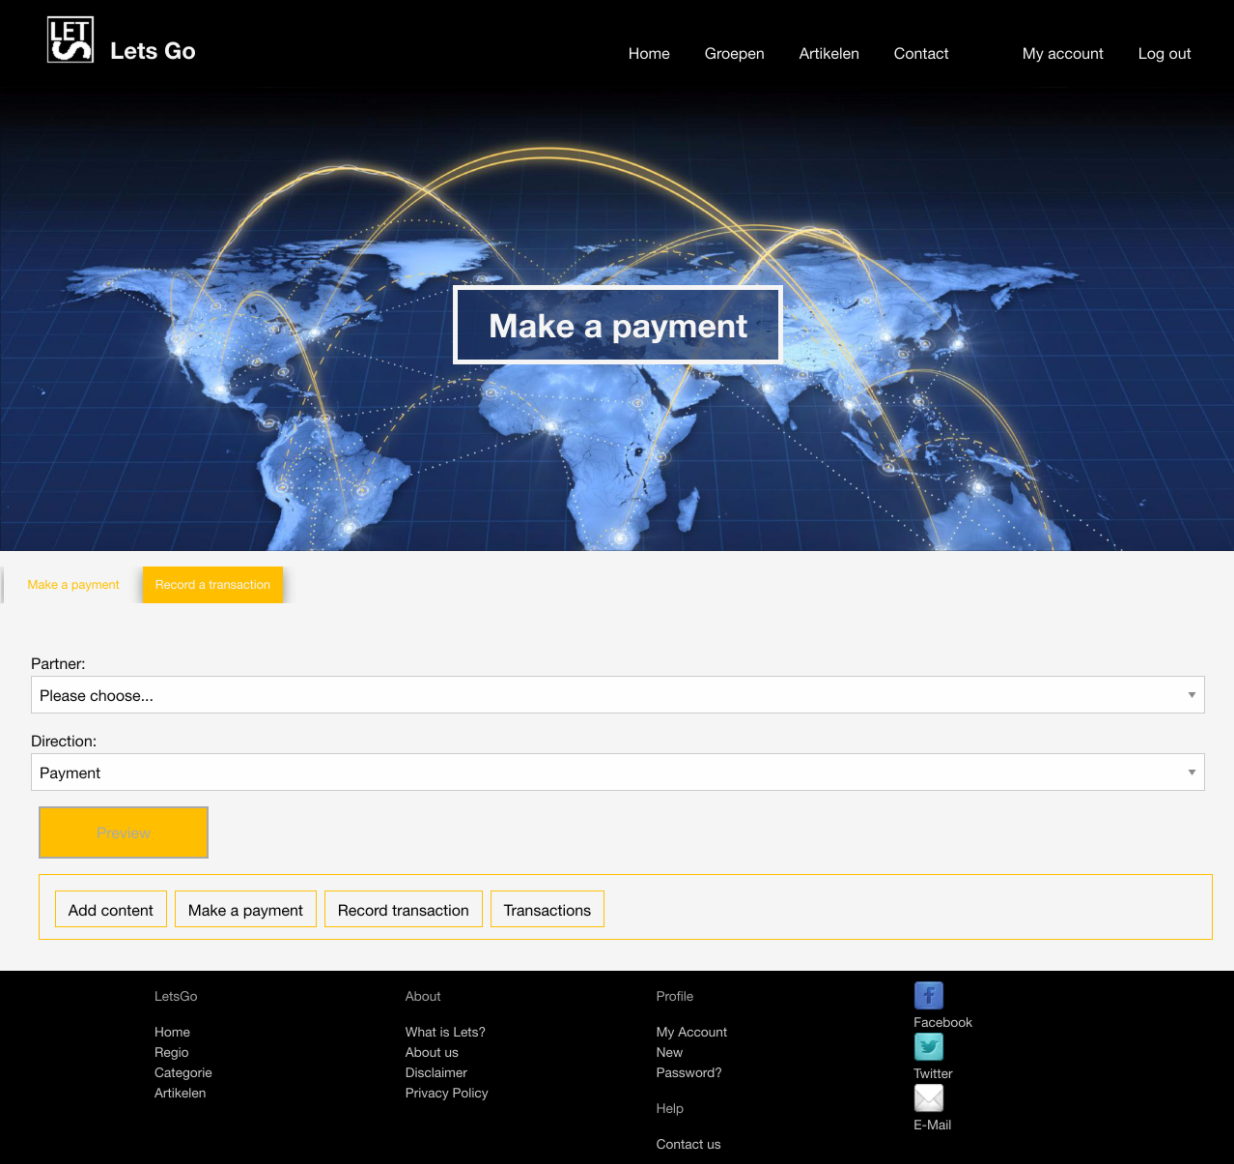 LETS
Lets Go
Home Groepen Artikelen Contact My account Log out
Make a payment
Make a payment Record a transaction
Partner:
Please choose...
Direction:
Payment
Preview
Add content Make a payment Record transaction Transactions
LetsGo
Home
Regio
Categorie
Artikelen
About
What is Lets?
About us
Disclaimer
Privacy Policy
Profile
My Account
New
Password?
Help
Contact us
Facebook
Twitter
E-Mail